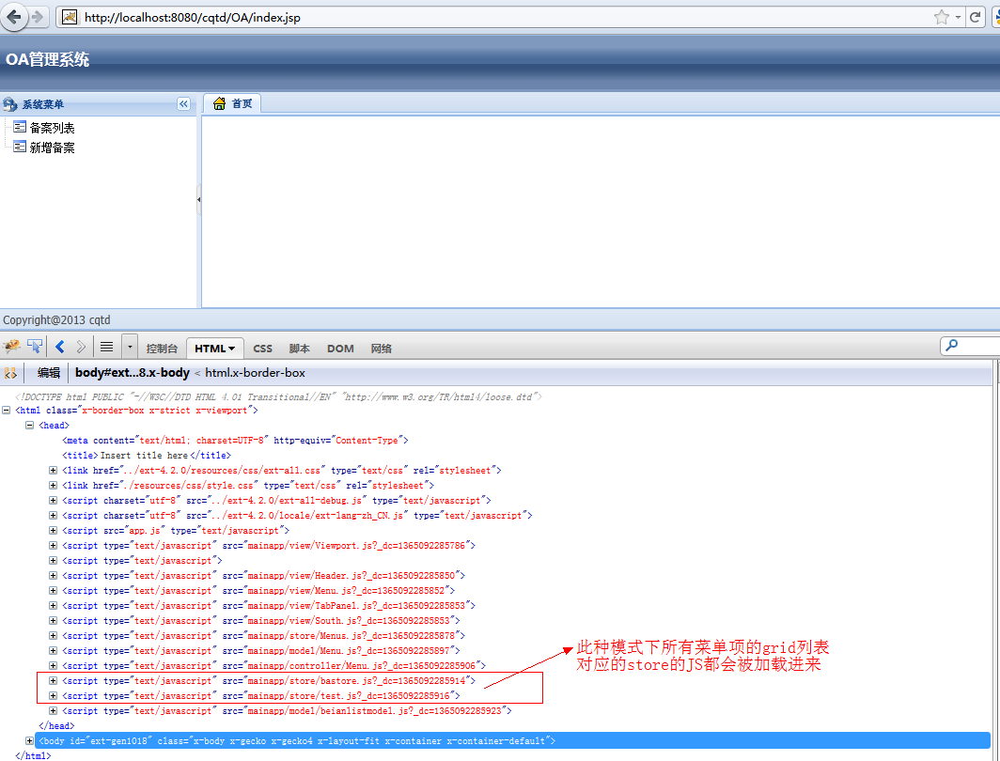 http://localhost:8080/cqtd/OA/index.jsp
OA管理系统
系统菜单
首页
备案列表
新增备案
Copyright@2013 cqtd
控制台 HTML CSS 脚本 DOM 网络
编辑 body#ext...8.x-body < html.x-border-box
<!DOCTYPE html PUBLIC "-//W3C//DTD HTML 4.01 Transitional//EN" "http://www.w3.org/TR/html4/loose.dtd">
<html class="x-border-box x-strict x-viewport">
<head>
<meta content="text/html; charset=UTF-8" http-equiv="Content-Type">
<title>Insert title here</title>
<link href="../ext-4.2.0/resources/css/ext-all.css" type="text/css" rel="stylesheet">
<link href="./resources/css/style.css" type="text/css" rel="stylesheet">
<script charset="utf-8" src="../ext-4.2.0/ext-all-debug.js" type="text/javascript">
<script charset="utf-8" src="../ext-4.2.0/locale/ext-lang-zh_CN.js" type="text/javascript">
<script src="app.js" type="text/javascript">
<script type="text/javascript" src="mainapp/view/Viewport.js?_dc=1365092285786">
<script type="text/javascript">
<script type="text/javascript" src="mainapp/view/Header.js?_dc=1365092285850">
<script type="text/javascript" src="mainapp/view/Menu.js?_dc=1365092285852">
<script type="text/javascript" src="mainapp/view/TabPanel.js?_dc=1365092285853">
<script type="text/javascript" src="mainapp/view/South.js?_dc=1365092285853">
<script type="text/javascript" src="mainapp/store/Menus.js?_dc=1365092285878">
<script type="text/javascript" src="mainapp/model/Menu.js?_dc=1365092285897">
<script type="text/javascript" src="mainapp/controller/Menu.js?_dc=1365092285906">
<script type="text/javascript" src="mainapp/store/bastore.js?_dc=1365092285914">
<script type="text/javascript" src="mainapp/store/test.js?_dc=1365092285916">
<script type="text/javascript" src="mainapp/model/beianlistmodel.js?_dc=1365092285923">
</head>
<body id="ext-gen1018" class="x-body x-gecko x-gecko4 x-layout-fit x-container x-container-default">
</html>
此种模式下所有菜单项的grid列表
对应的store的JS都会被加载进来